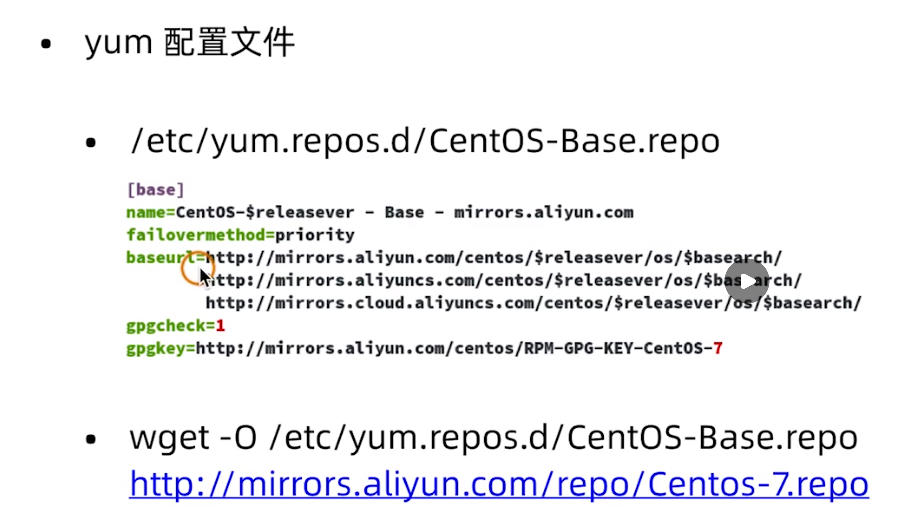 • yum 配置文件
• /etc/yum.repos.d/CentOS-Base.repo
[base]
name=CentOS-$releasever - Base - mirrors.aliyun.com
failovermethod=priority
baseurl=http://mirrors.aliyun.com/centos/$releasever/os/$basearch/
http://mirrors.aliyuncs.com/centos/$releasever/os/$basearch/
http://mirrors.cloud.aliyuncs.com/centos/$releasever/os/$basearch/
gpgcheck=1
gpgkey=http://mirrors.aliyun.com/centos/RPM-GPG-KEY-CentOS-7
• wget -O /etc/yum.repos.d/CentOS-Base.repo
http://mirrors.aliyun.com/repo/Centos-7.repo